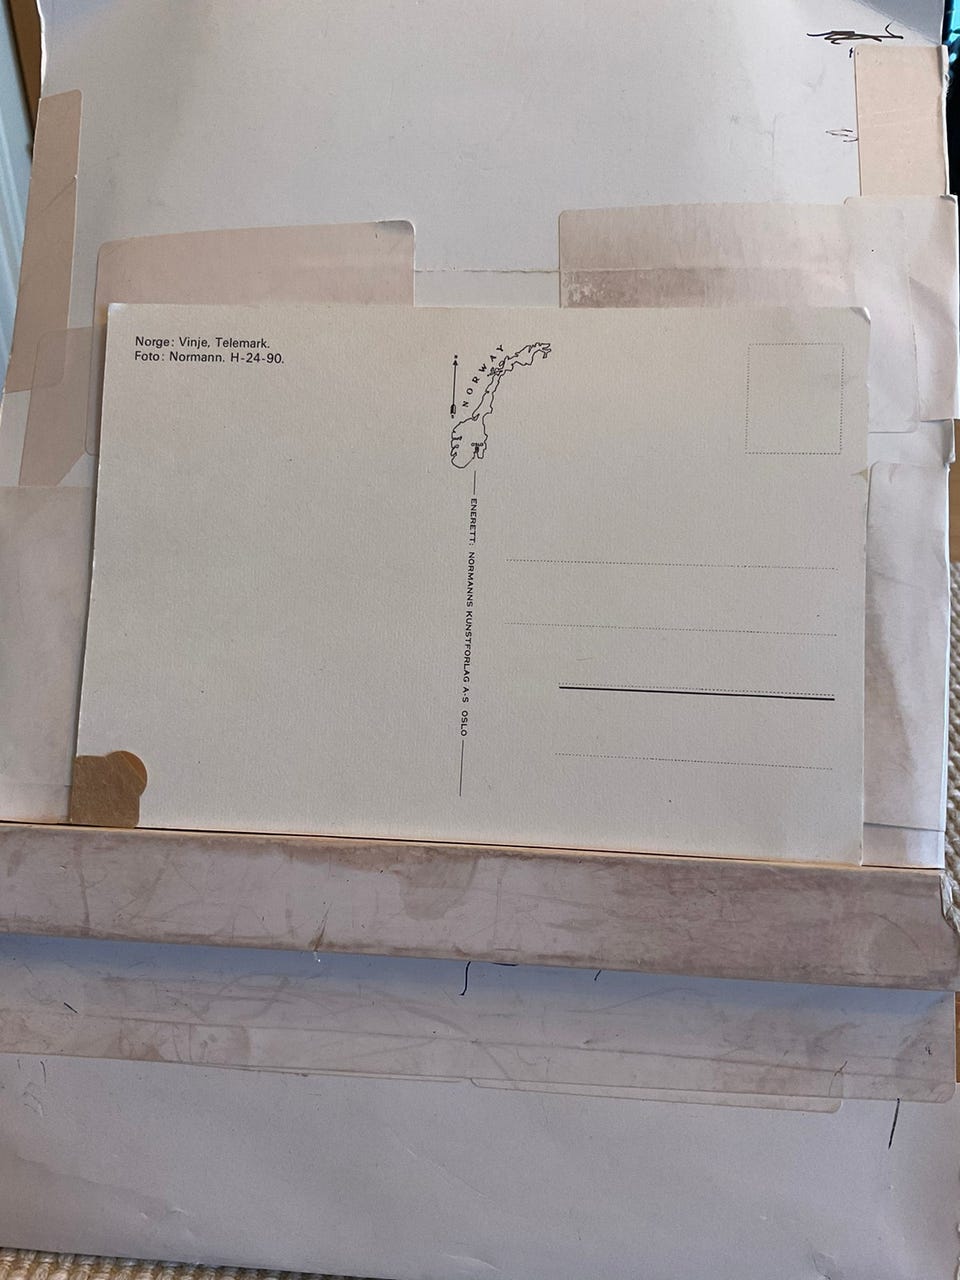 Norge: Vinje, Telemark.
Foto: Normann. H-24-90.
NORWAY
ENERETT: NORMANNS KUNSTFORLAG A·S OSLO